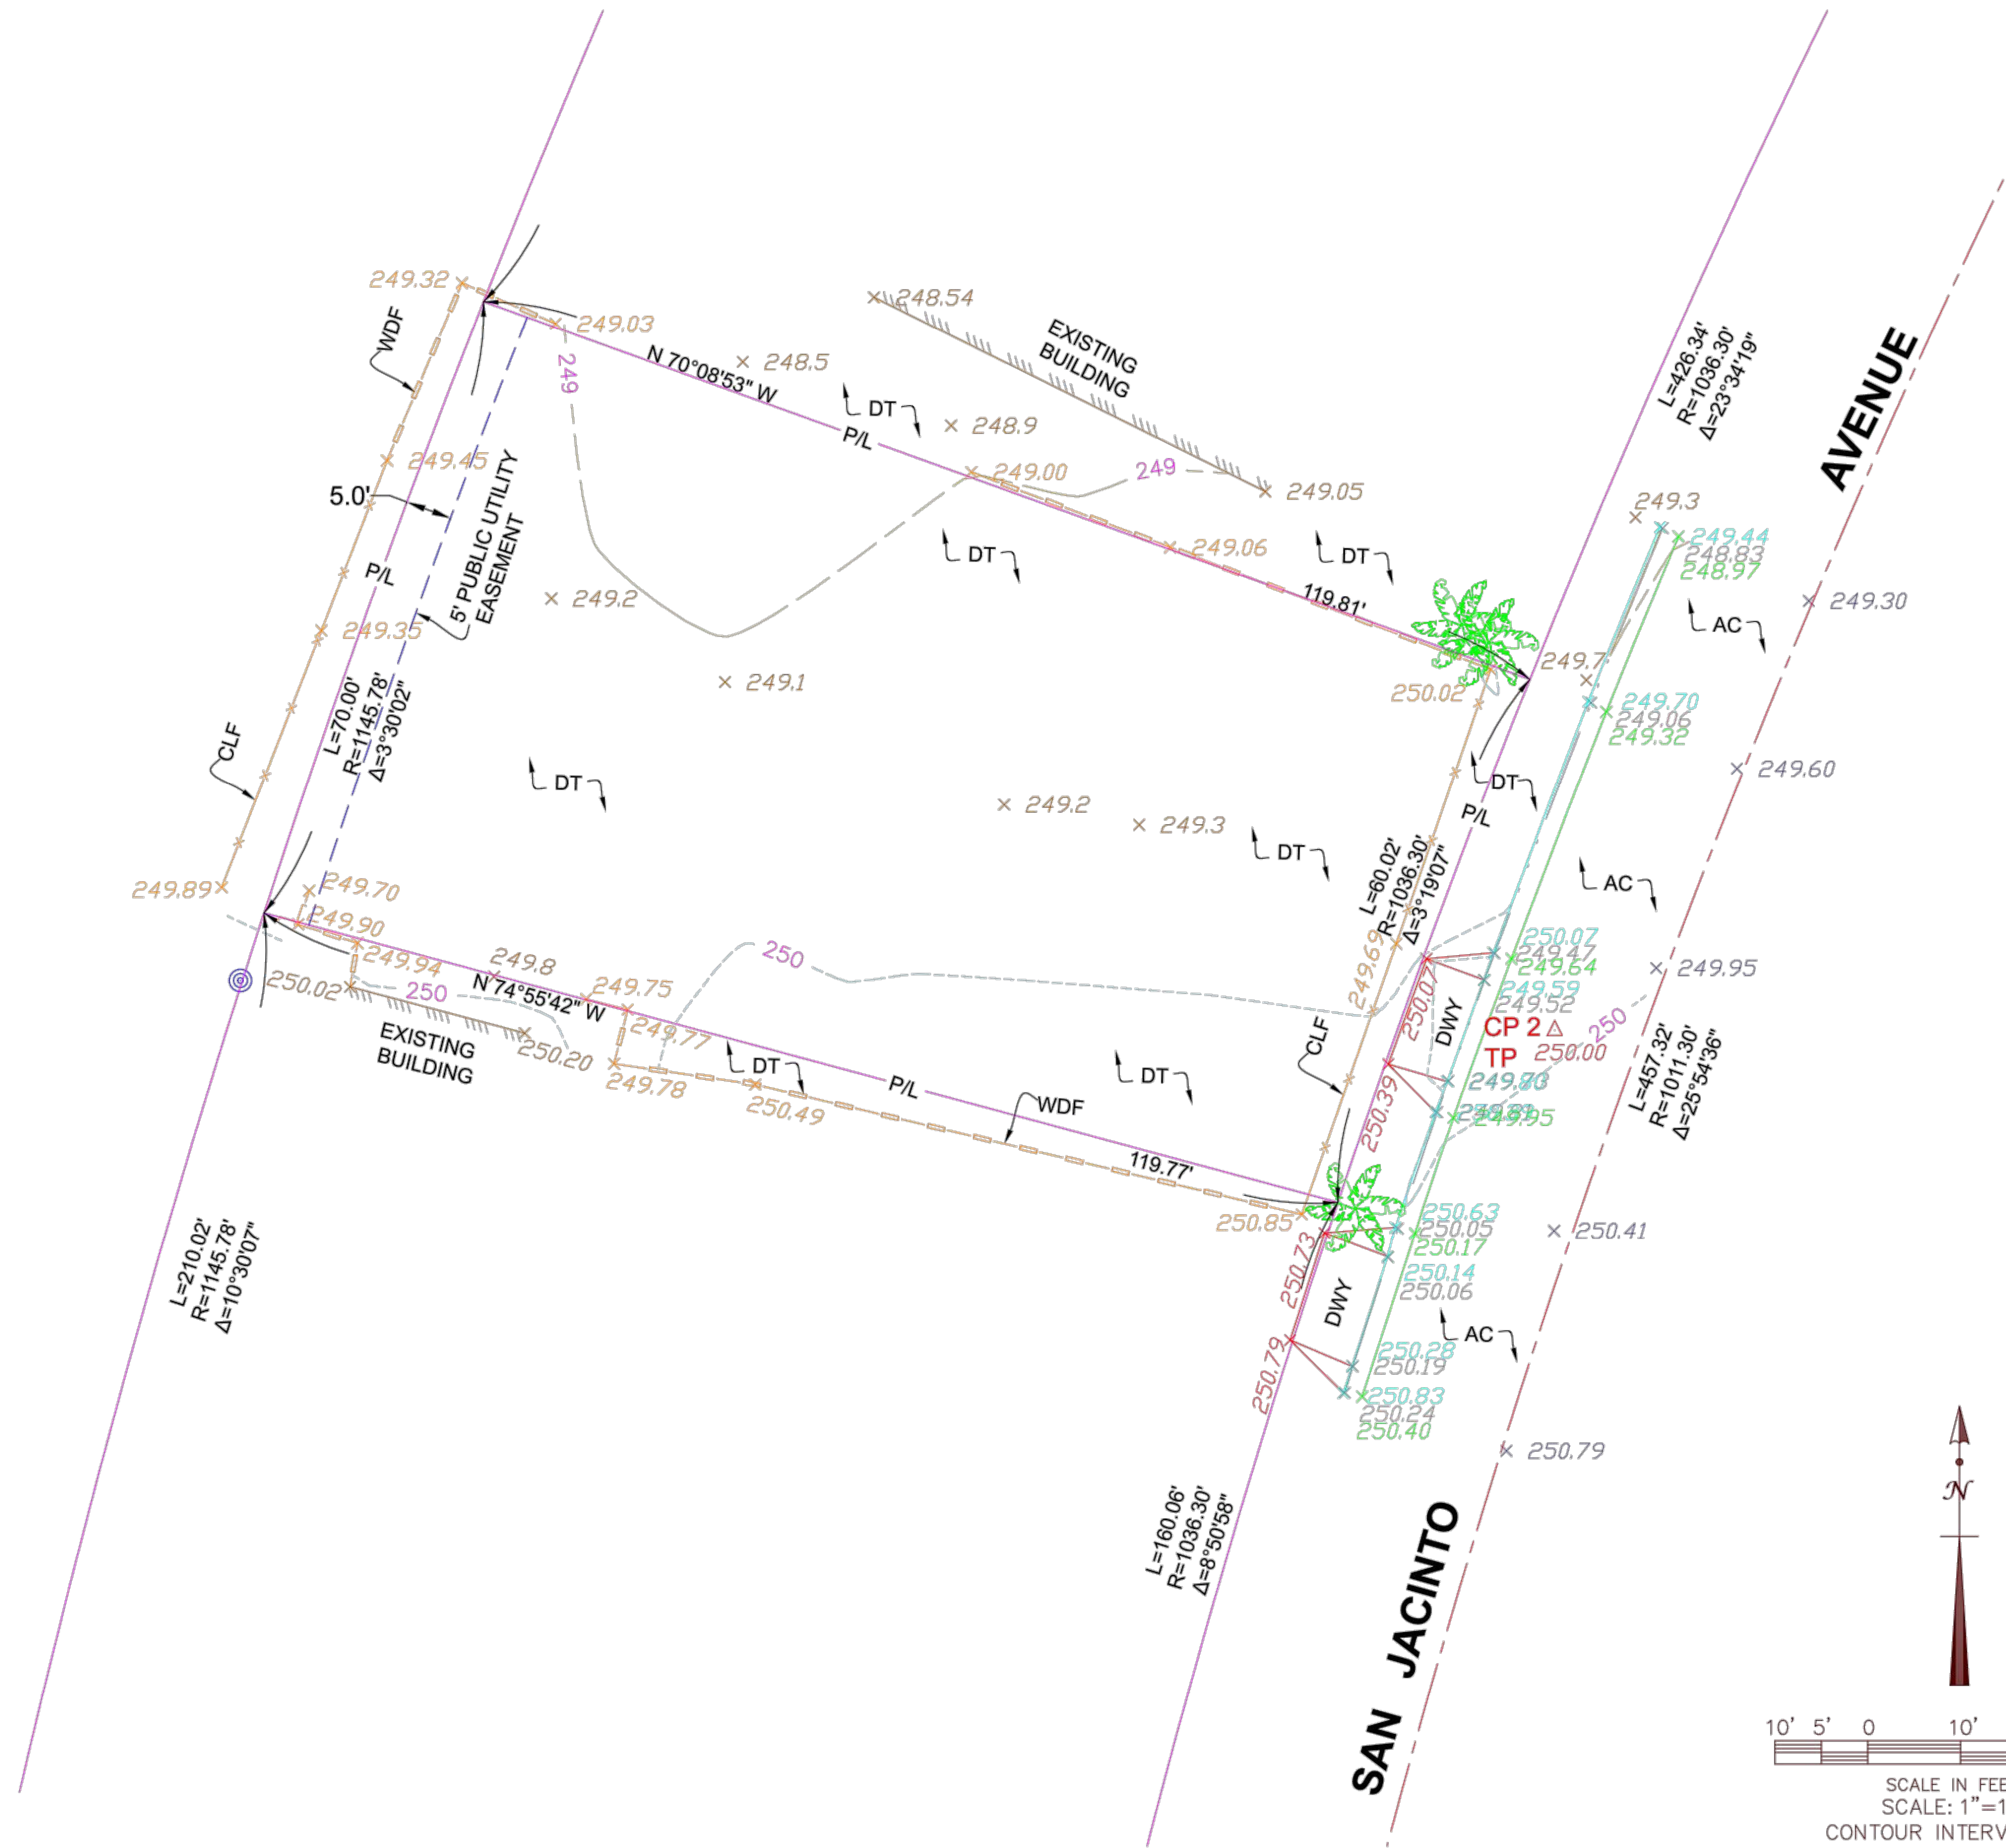 249.32
WDF
249.03
249
N 70°08'53" W
248.5
248.54
EXISTING
BUILDING
DT
P/L
248.9
249.00
249
249.05
L=426.34'
R=1036.30'
Δ=23°34'19"
AVENUE
249.45
5.0'
5' PUBLIC UTILITY
EASEMENT
P/L
DT
249.06
DT
249.3
249.44
248.83
248.97
AC
249.30
249.2
119.81'
249.35
249.1
249.7
250.02
249.70
249.06
249.32
249.60
CLF
L=70.00'
R=1145.78'
Δ=3°30'02"
DT
249.2
249.3
DT
DT
P/L
L=60.02'
R=1036.30'
Δ=3°19'07"
AC
249.89
249.70
249.90
249.94
249.8
249.75
250
250.02
250
N 74°55'42" W
249.77
EXISTING
BUILDING
250.20
249.78
DT
250.49
P/L
DT
WDF
CLF
249.69
250.07
250.07
249.47
249.64
249.59
249.52
249.95
DWY
CP 2
TP
250.00
250
250.39
249.95
L=457.32'
R=1011.30'
Δ=25°54'36"
119.77'
250.85
250.73
250.63
250.05
250.17
250.14
250.06
250.41
DWY
AC
250.79
250.28
250.19
250.83
250.24
250.40
250.79
L=210.02'
R=1145.78'
Δ=10°30'07"
L=160.06'
R=1036.30'
Δ=8°50'58"
SAN JACINTO
N
10' 5' 0 10'
SCALE IN FEE
SCALE: 1"=1
CONTOUR INTERV